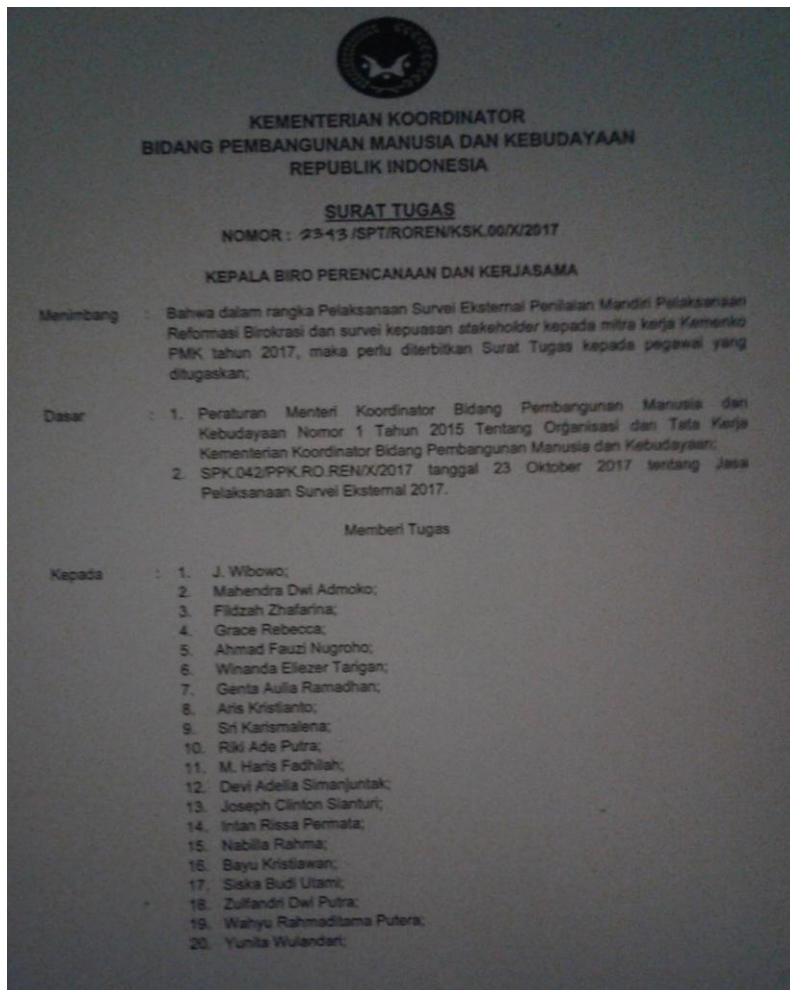 KEMENTERIAN KOORDINATOR
BIDANG PEMBANGUNAN MANUSIA DAN KEBUDAYAAN
REPUBLIK INDONESIA
SURAT TUGAS
NOMOR : 2343 /SPT/ROREN/KSK.00/X/2017
KEPALA BIRO PERENCANAAN DAN KERJASAMA
Menimbang : Bahwa dalam rangka Pelaksanaan Survei Eksternal Penilaian Mandiri Pelaksanaan
Reformasi Birokrasi dan survei kepuasan stakeholder kepada mitra kerja Kemenko
PMK tahun 2017, maka perlu diterbitkan Surat Tugas kepada pegawai yang
ditugaskan;
Dasar : 1. Peraturan Menteri Koordinator Bidang Pembangunan Manusia dan
Kebudayaan Nomor 1 Tahun 2015 Tentang Organisasi dan Tata Kerja
Kementerian Koordinator Bidang Pembangunan Manusia dan Kebudayaan;
2. SPK.042/PPK.RO.REN/X/2017 tanggal 23 Oktober 2017 tentang Jasa
Pelaksanaan Survei Eksternal 2017.
Memberi Tugas
Kepada : 1. J. Wibowo;
2. Mahendra Dwi Admoko;
3. Flidzah Zhafarina;
4. Grace Rebecca;
5. Ahmad Fauzi Nugroho;
6. Winanda Eliezer Tarigan;
7. Genta Aulia Ramadhan;
8. Aris Kristianto;
9. Sri Karismalena;
10. Riki Ade Putra;
11. M. Haris Fadhilah;
12. Devi Adelia Simanjuntak;
13. Joseph Clinton Sianturi;
14. Intan Rissa Permata;
15. Nabilla Rahma;
16. Bayu Kristiawan;
17. Siska Budi Utami;
18. Zulfandri Dwi Putra;
19. Wahyu Rahmaditama Putera;
20. Yunita Wulandari;